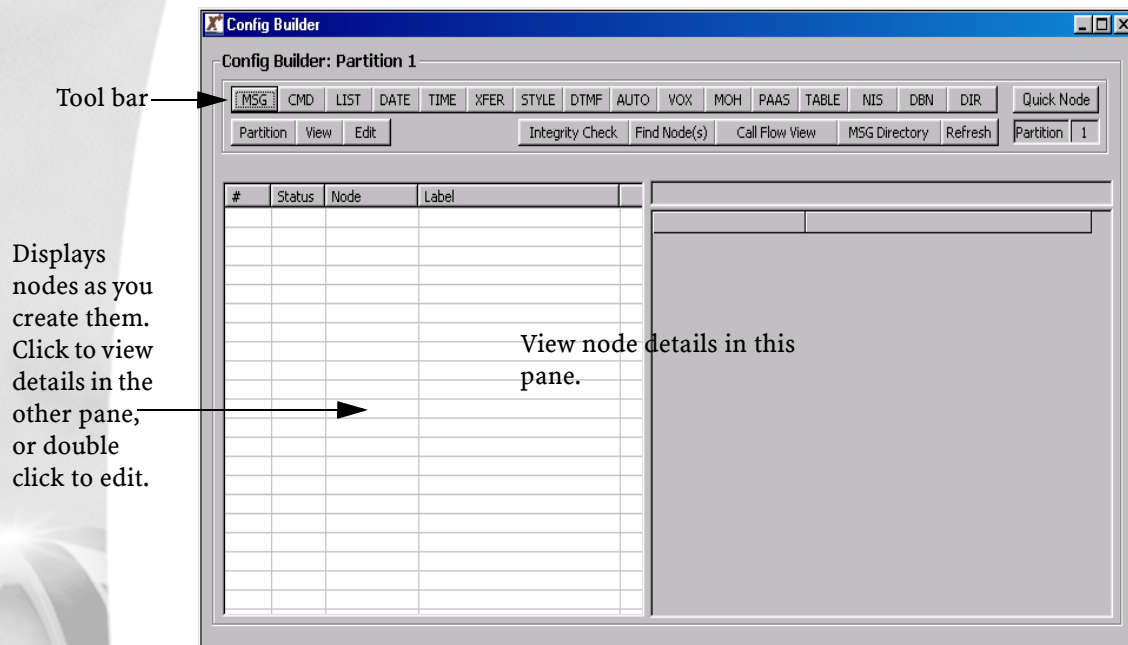 Config Builder
Config Builder: Partition 1
Tool bar
MSG CMD LIST DATE TIME XFER STYLE DTMF AUTO VOX MOH PAAS TABLE NIS DBN DIR Quick Node
Partition View Edit Integrity Check Find Node(s) Call Flow View MSG Directory Refresh Partition 1
# Status Node Label
Displays
nodes as you
create them.
Click to view
details in the
other pane,
or double
click to edit.
View node details in this
pane.